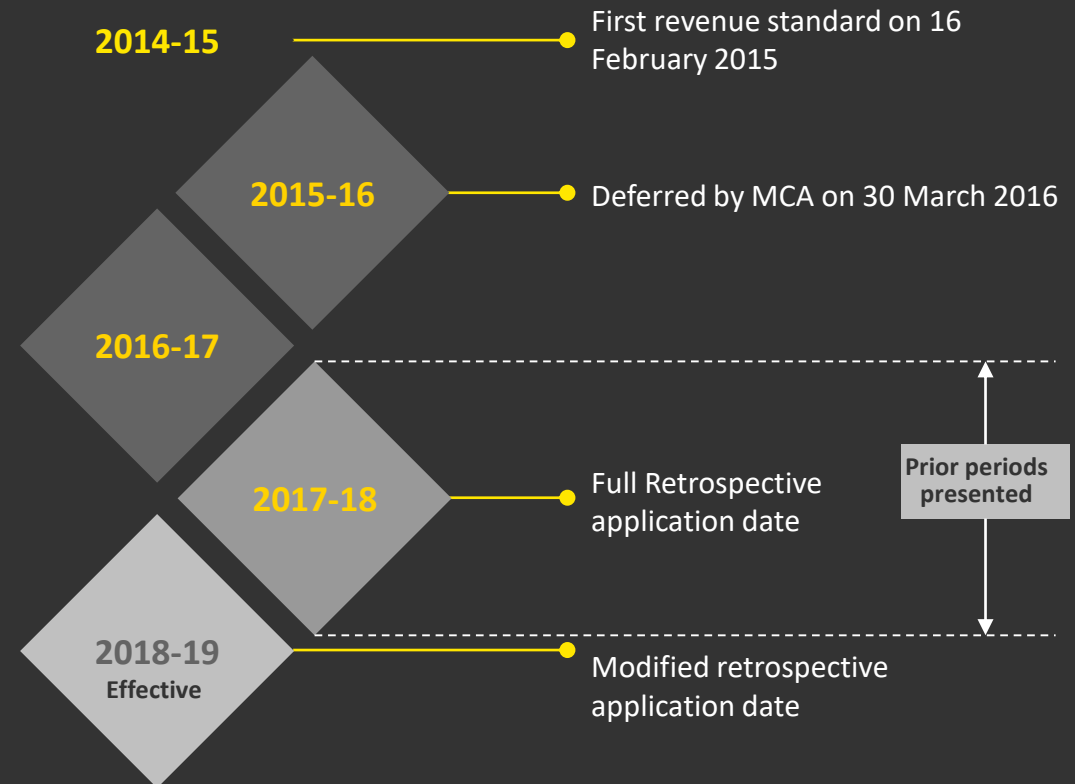 2014-15
First revenue standard on 16
February 2015
2015-16
Deferred by MCA on 30 March 2016
2016-17
2017-18
Full Retrospective
application date
Prior periods
presented
2018-19
Effective
Modified retrospective
application date